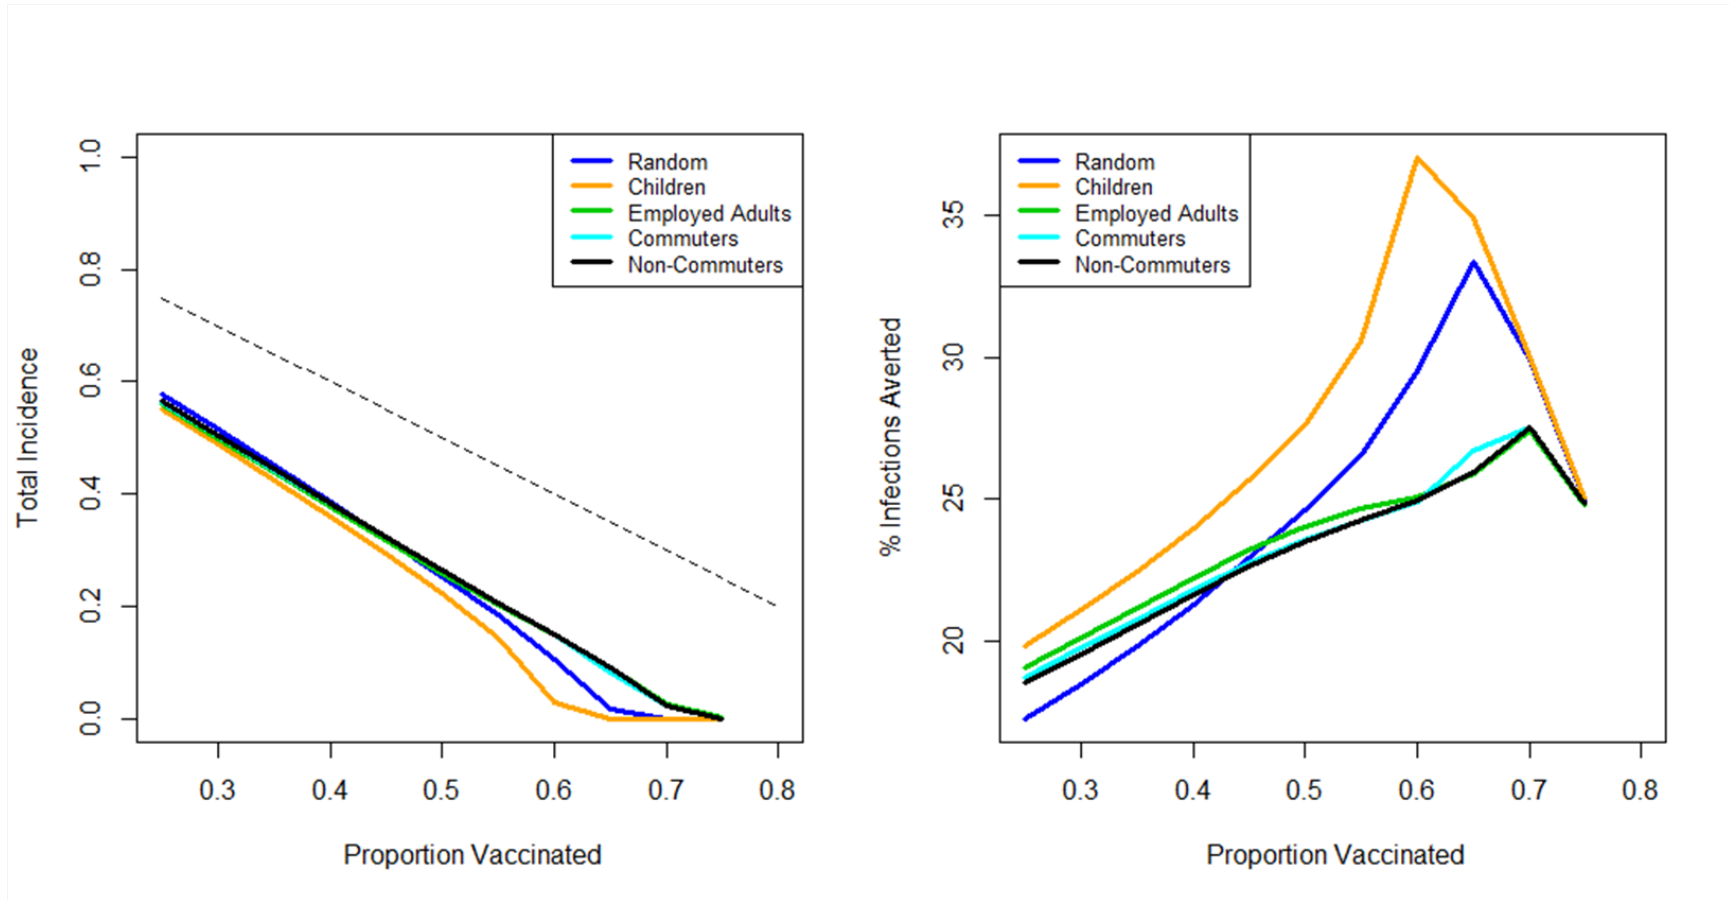 Total Incidence
1.0
0.8
0.6
0.4
0.2
0.0
Random
Children
Employed Adults
Commuters
Non-Commuters
0.3 0.4 0.5 0.6 0.7 0.8
Proportion Vaccinated
% Infections Averted
35
30
25
20
Random
Children
Employed Adults
Commuters
Non-Commuters
0.3 0.4 0.5 0.6 0.7 0.8
Proportion Vaccinated